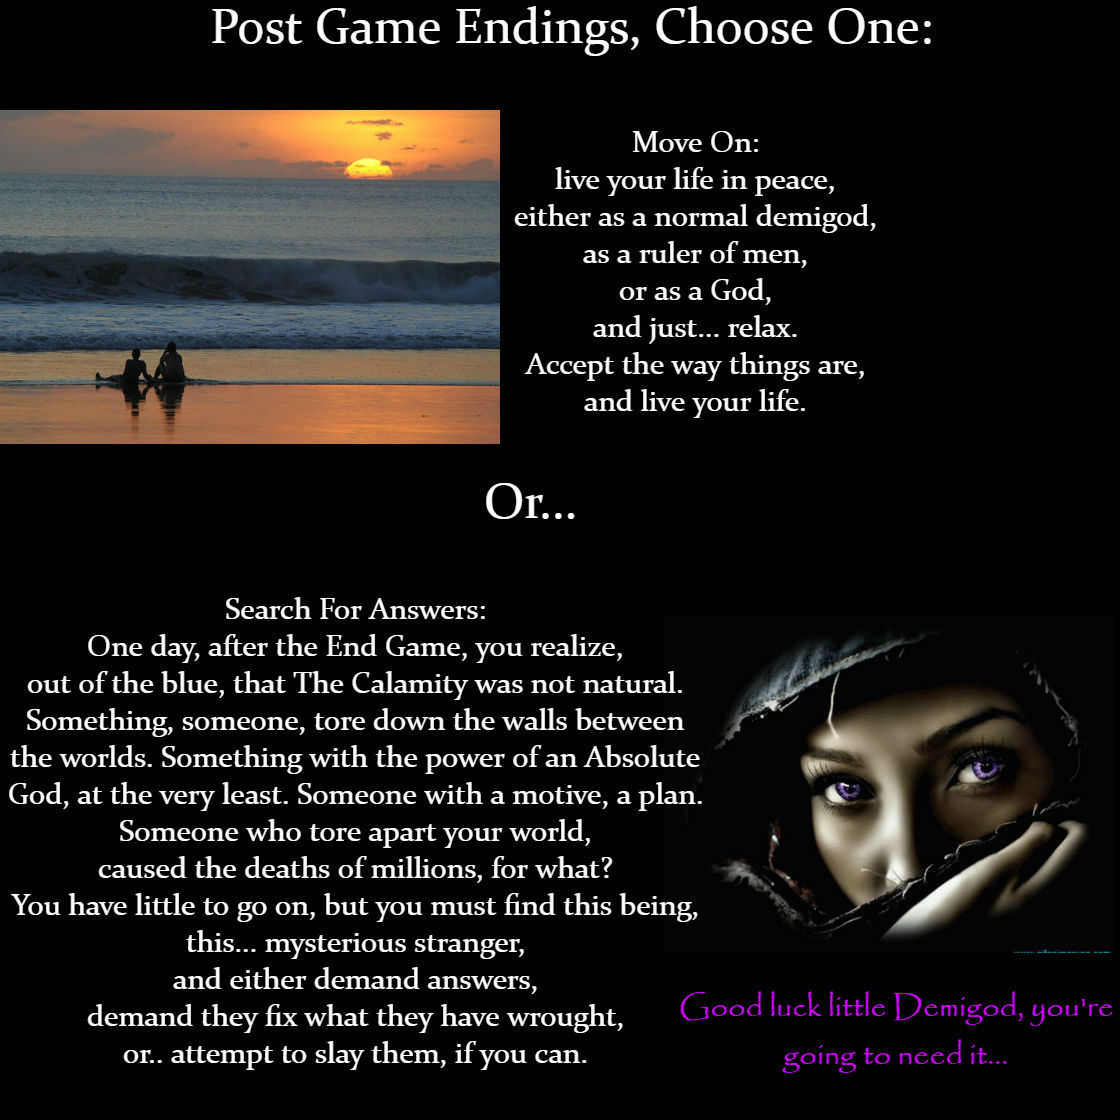 Post Game Endings, Choose One:
Move On:
live your life in peace,
either as a normal demigod,
as a ruler of men,
or as a God,
and just... relax.
Accept the way things are,
and live your life.
Or...
Search For Answers:
One day, after the End Game, you realize,
out of the blue, that The Calamity was not natural.
Something, someone, tore down the walls between
the worlds. Something with the power of an Absolute
God, at the very least. Someone with a motive, a plan.
Someone who tore apart your world,
caused the deaths of millions, for what?
You have little to go on, but you must find this being,
this... mysterious stranger,
and either demand answers,
demand they fix what they have wrought,
or.. attempt to slay them, if you can.
Good luck little Demigod, you're
going to need it...